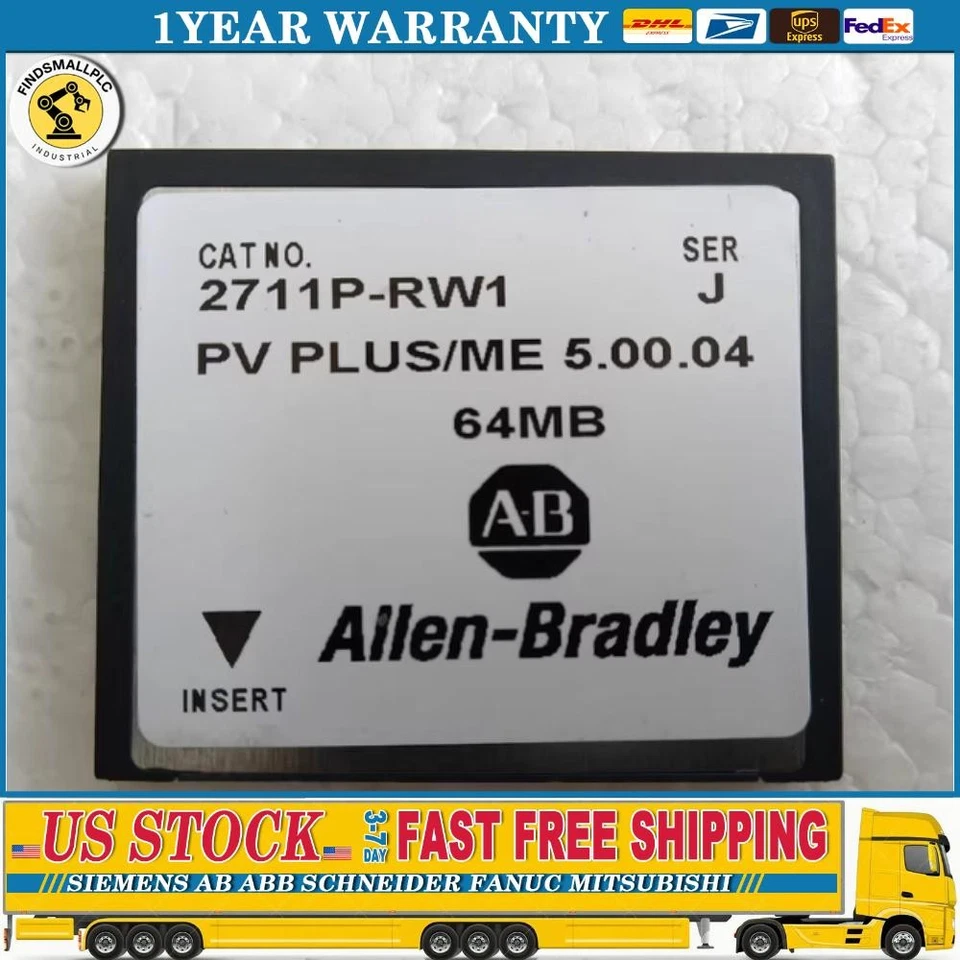 1YEAR WARRANTY
DHL
EXPRESS
USPS
ups
Express
FedEx
Express
FINDSMALLPLC
INDUSTRIAL
CAT NO.
SER
2711P-RW1
J
PV PLUS/ME 5.00.04
64MB
A-B
Allen-Bradley
INSERT
US STOCK
3-7
DAY
FAST FREE SHIPPING
///SIEMENS AB ABB SCHNEIDER FANUC MITSUBISHI///